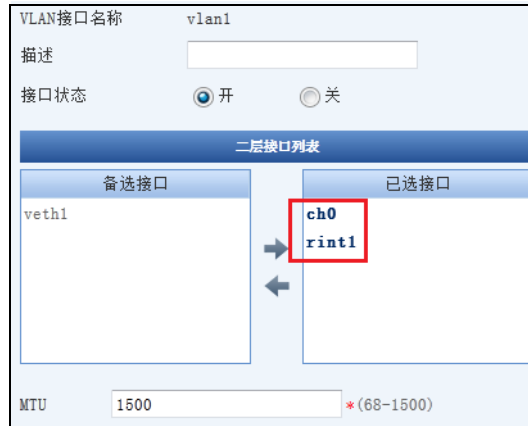 VLAN接口名称 vlan1
描述
接口状态 开 关
二层接口列表
备选接口 已选接口
veth1 ch0
rint1
MTU 1500 *(68-1500)